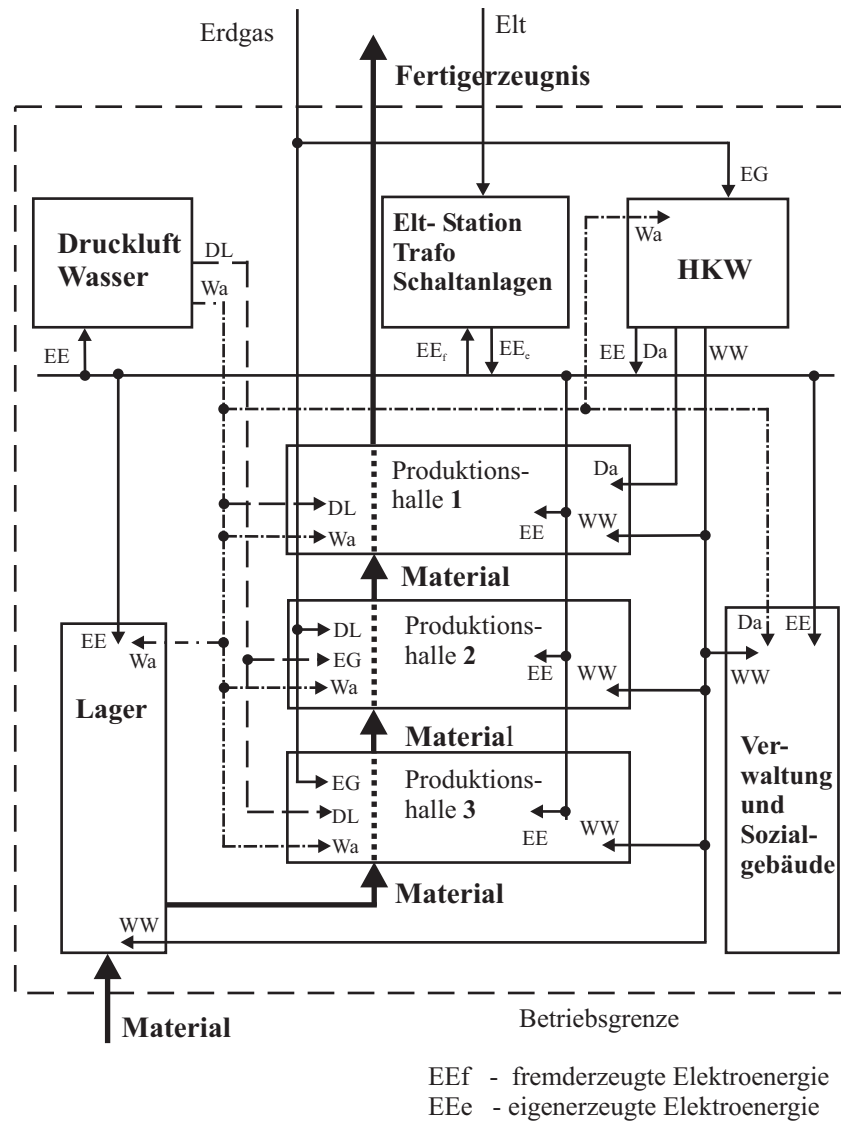 Erdgas
Elt
Fertigerzeugnis
EG
Druckluft
Wasser
DL
Wa
Elt- Station
Trafo
Schaltanlagen
Wa
HKW
EE
EEf
EEe
EE
Da
WW
Produktions-
halle 1
Da
DL
EE
WW
Wa
Material
EE
Wa
Lager
DL
Produktions-
halle 2
EG
EE
WW
Wa
Da
EE
WW
Material
Ver-
waltung
und
Sozial-
gebäude
EG
Produktions-
halle 3
DL
EE
WW
Wa
Material
WW
Material
Betriebsgrenze
EEf - fremderzeugte Elektroenergie
EEe - eigenerzeugte Elektroenergie